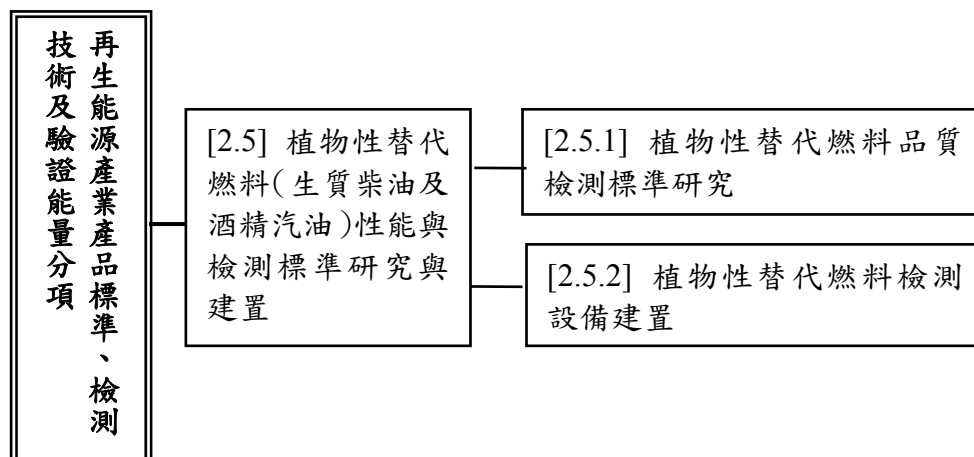 再生能源產業產品標準、檢測
技術及驗證能量分項
[2.5] 植物性替代
燃料(生質柴油及
酒精汽油)性能與
檢測標準研究與
建置
[2.5.1] 植物性替代燃料品質
檢測標準研究
[2.5.2] 植物性替代燃料檢測
設備建置